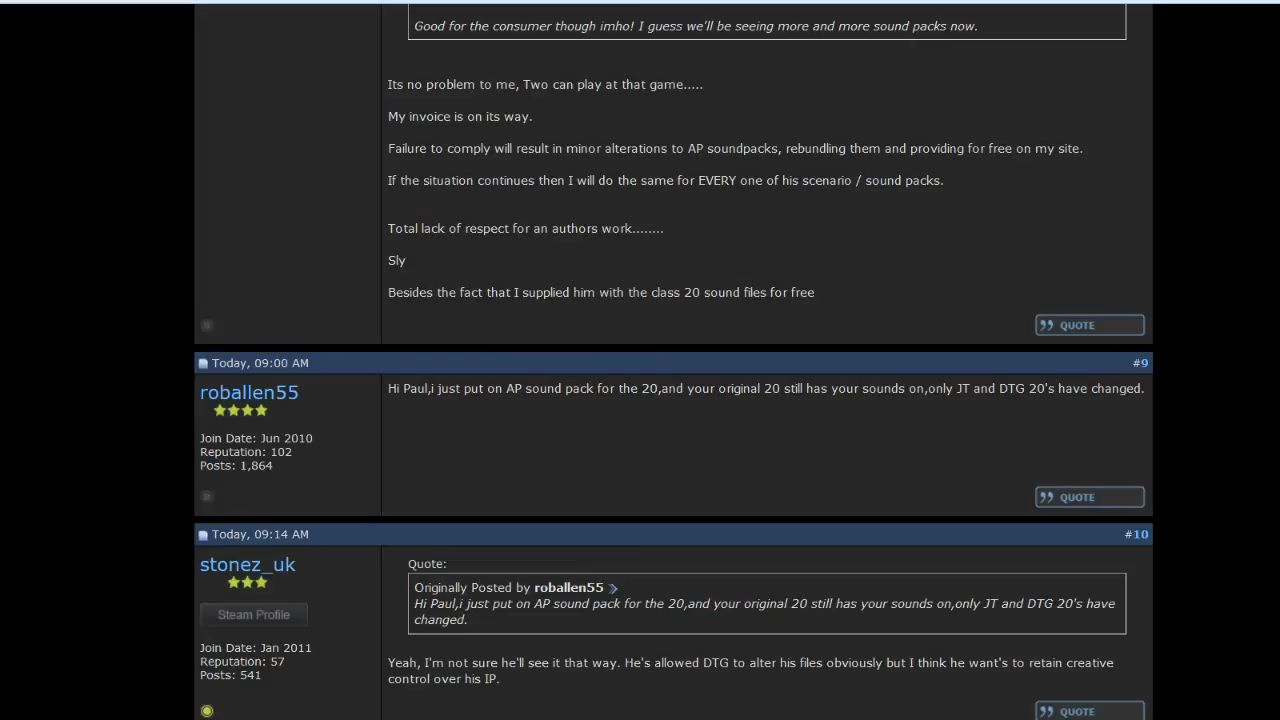 Good for the consumer though imho! I guess we'll be seeing more and more sound packs now.
Its no problem to me, Two can play at that game.....
My invoice is on its way.
Failure to comply will result in minor alterations to AP soundpacks, rebundling them and providing for free on my site.
If the situation continues then I will do the same for EVERY one of his scenario / sound packs.
Total lack of respect for an authors work........
Sly
Besides the fact that I supplied him with the class 20 sound files for free
QUOTE
Today, 09:00 AM
#9
roballen55
Join Date: Jun 2010
Reputation: 102
Posts: 1,864
Hi Paul,i just put on AP sound pack for the 20,and your original 20 still has your sounds on,only JT and DTG 20's have changed.
QUOTE
Today, 09:14 AM
#10
stonez_uk
Steam Profile
Join Date: Jan 2011
Reputation: 57
Posts: 541
Quote:
Originally Posted by roballen55
Hi Paul,i just put on AP sound pack for the 20,and your original 20 still has your sounds on,only JT and DTG 20's have
changed.
Yeah, I'm not sure he'll see it that way. He's allowed DTG to alter his files obviously but I think he want's to retain creative
control over his IP.
QUOTE